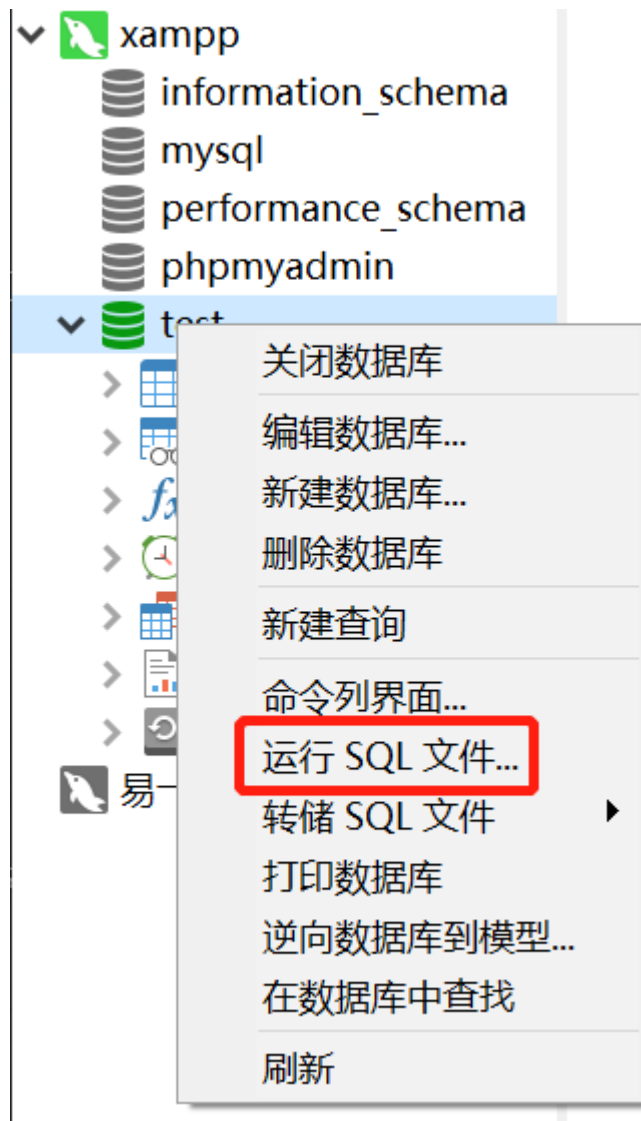 xampp
information_schema
mysql
performance_schema
phpmyadmin
test
关闭数据库
编辑数据库...
新建数据库...
删除数据库
新建查询
命令列界面...
运行 SQL 文件...
转储 SQL 文件
打印数据库
逆向数据库到模型...
在数据库中查找
刷新
易一